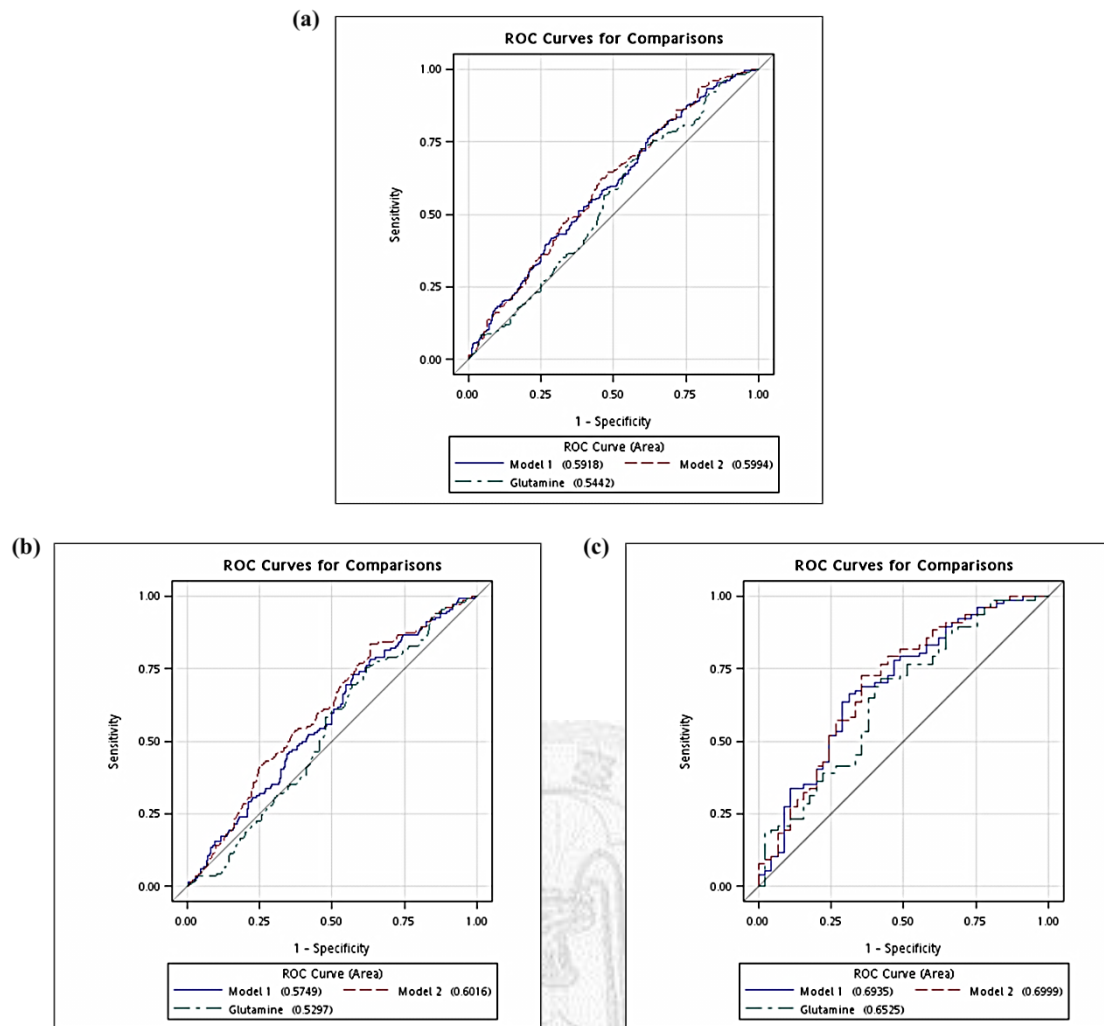 (a)
ROC Curves for Comparisons
1.00
0.75
0.50
0.25
0.00
Sensitivity
0.00 0.25 0.50 0.75 1.00
1 - Specificity
ROC Curve (Area)
Model 1 (0.5918) Model 2 (0.5994)
Glutamine (0.5442)
(b)
ROC Curves for Comparisons
1.00
0.75
0.50
0.25
0.00
Sensitivity
0.00 0.25 0.50 0.75 1.00
1 - Specificity
ROC Curve (Area)
Model 1 (0.5749) Model 2 (0.6016)
Glutamine (0.5297)
(c)
ROC Curves for Comparisons
1.00
0.75
0.50
0.25
0.00
Sensitivity
0.00 0.25 0.50 0.75 1.00
1 - Specificity
ROC Curve (Area)
Model 1 (0.6935) Model 2 (0.6999)
Glutamine (0.6525)